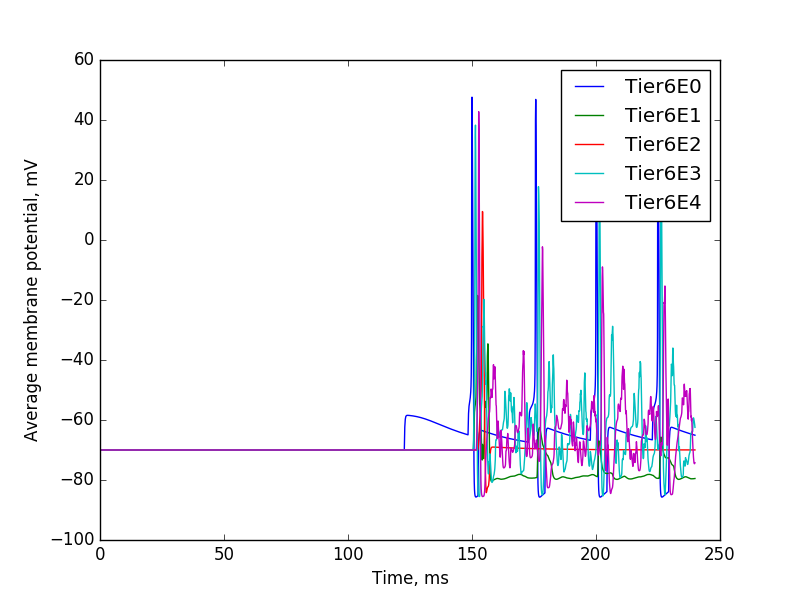 60
40
20
0
−20
−40
−60
−80
−100
Average membrane potential, mV
Tier6E0
Tier6E1
Tier6E2
Tier6E3
Tier6E4
0
50
100
150
200
250
Time, ms